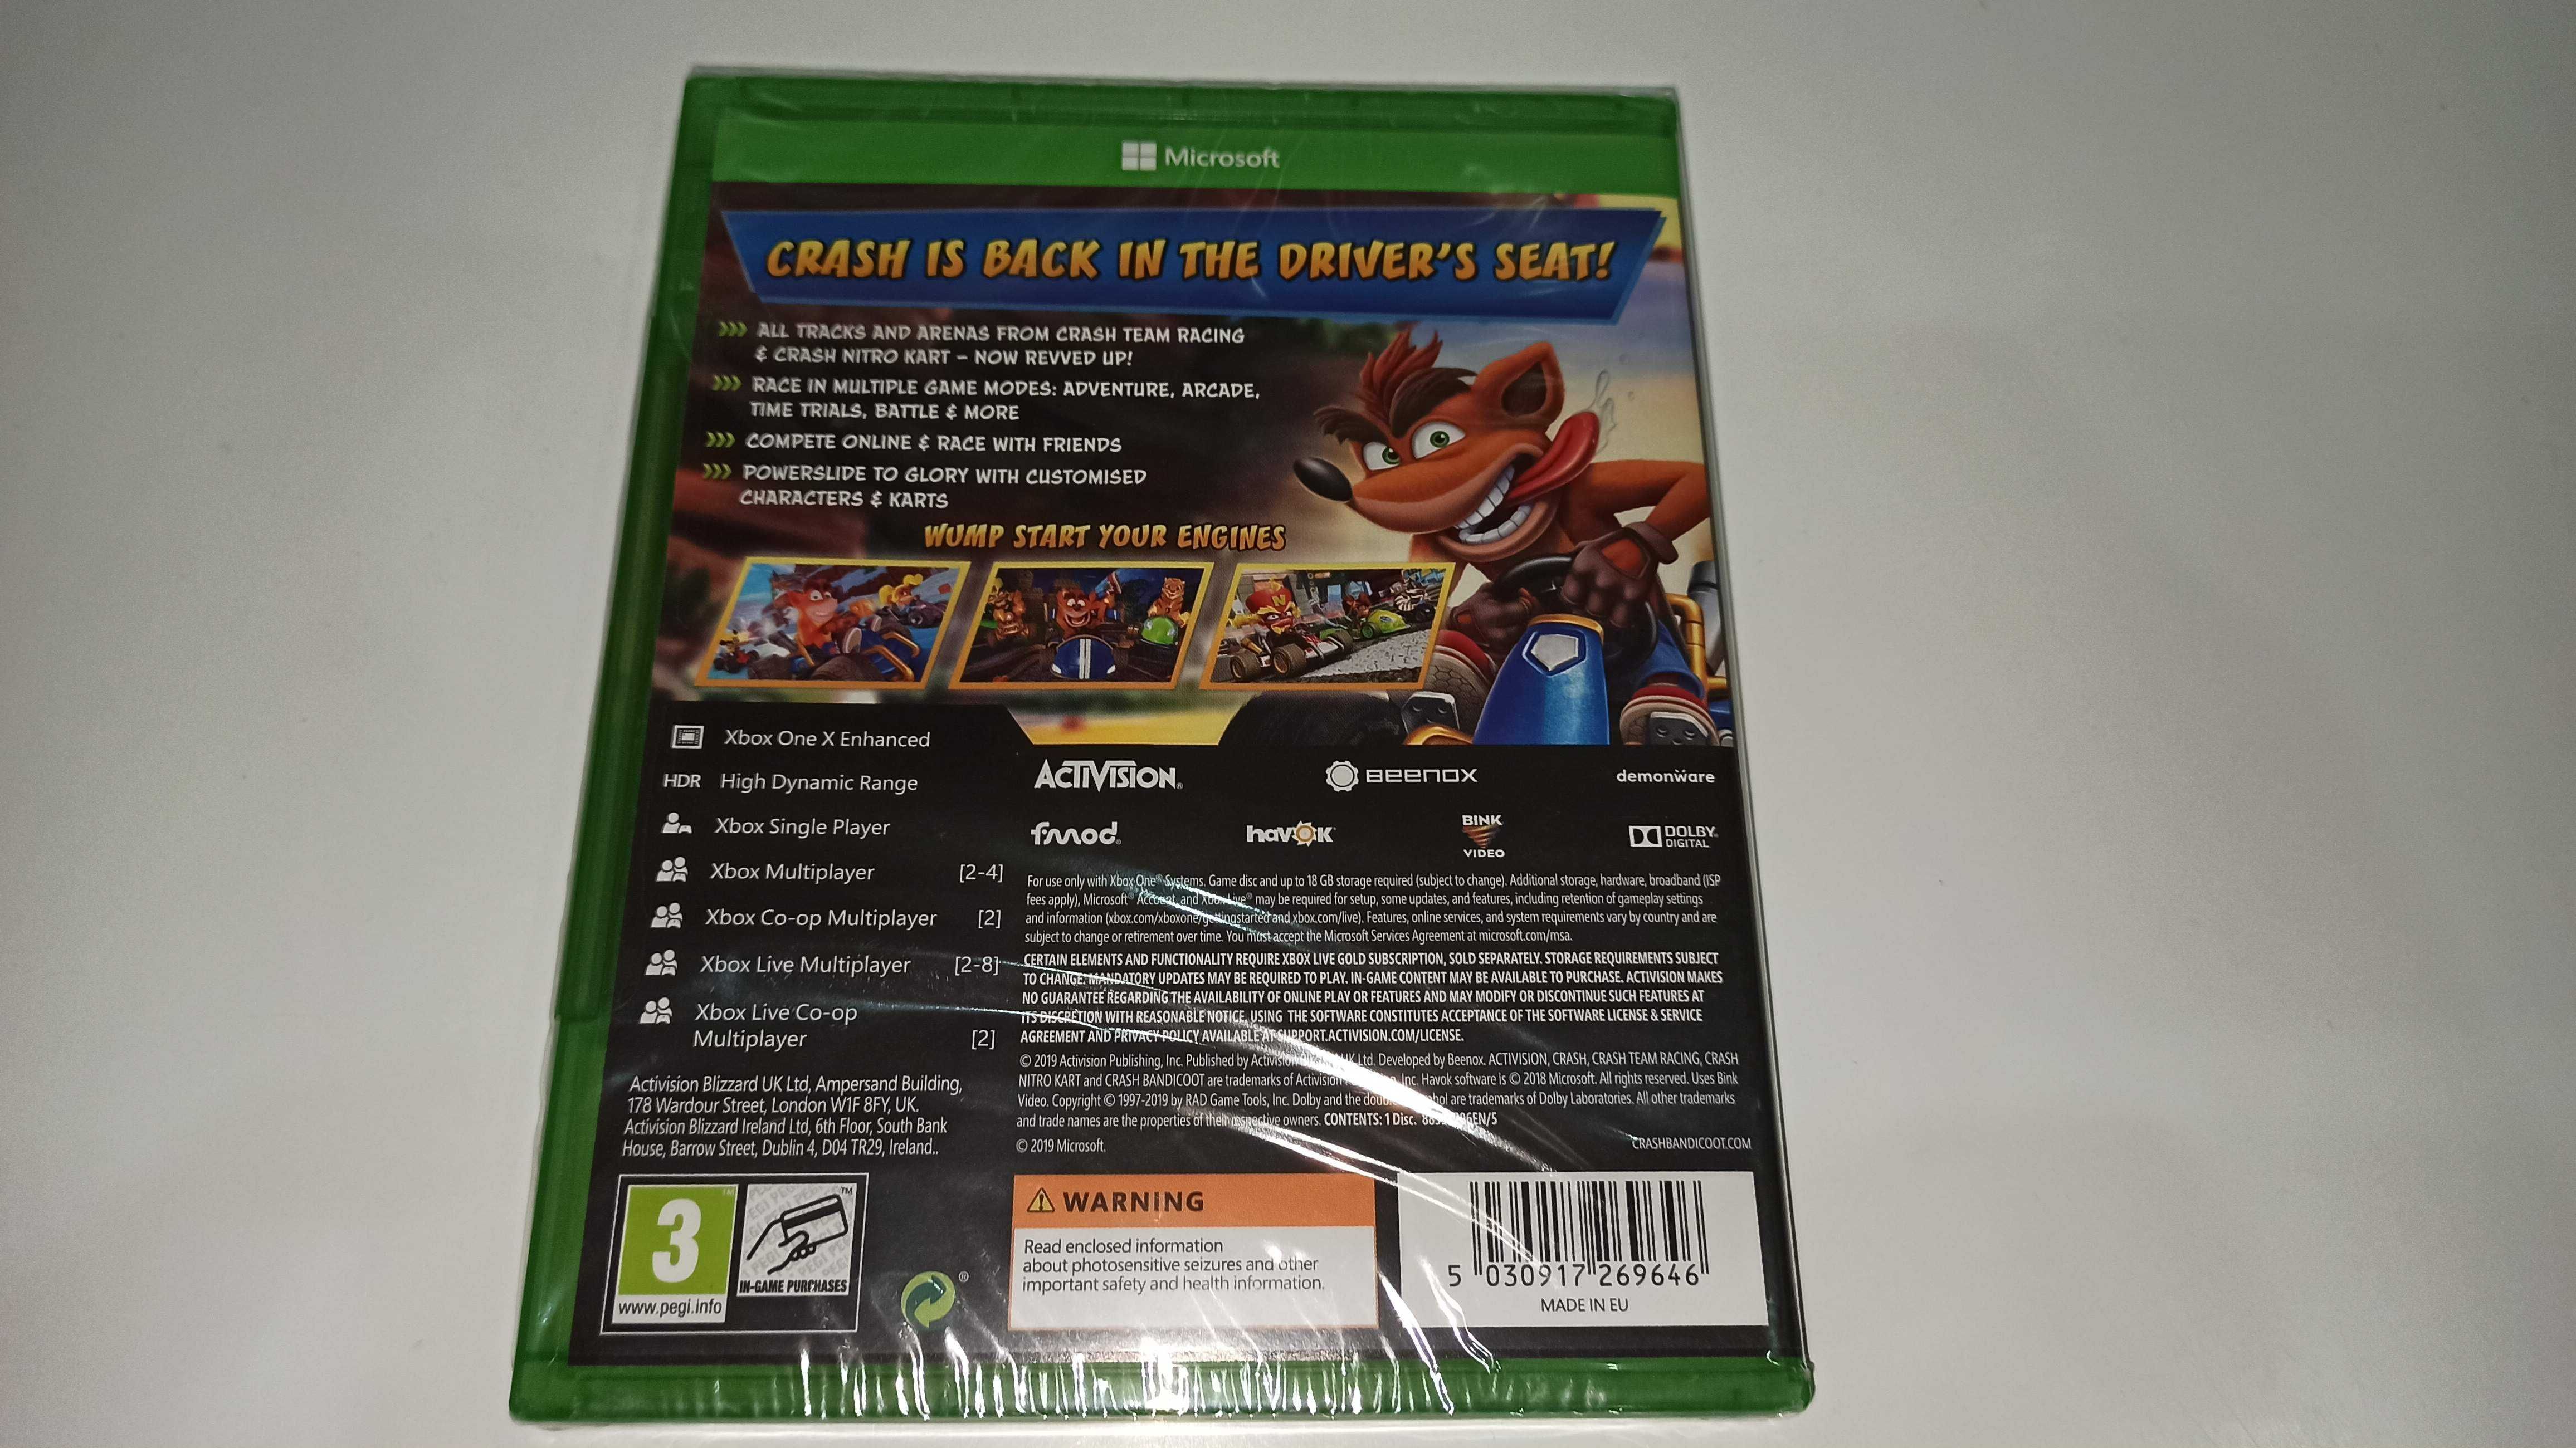 Microsoft
CRASH IS BACK IN THE DRIVER'S SEAT!
ALL TRACKS AND ARENAS FROM CRASH TEAM RACING
& CRASH NITRO KART – NOW REVVED UP!
RACE IN MULTIPLE GAME MODES: ADVENTURE, ARCADE,
TIME TRIALS, BATTLE & MORE
COMPETE ONLINE & RACE WITH FRIENDS
POWERSLIDE TO GLORY WITH CUSTOMISED
CHARACTERS & KARTS
WUMP START YOUR ENGINES
Xbox One X Enhanced
HDR High Dynamic Range
Xbox Single Player
Xbox Multiplayer [2-4]
Xbox Co-op Multiplayer [2]
Xbox Live Multiplayer [2-8]
Xbox Live Co-op
Multiplayer [2]
Activision Blizzard UK Ltd, Ampersand Building,
178 Wardour Street, London W1F 8FY, UK.
Activision Blizzard Ireland Ltd, 6th Floor, South Bank
House, Barrow Street, Dublin 4, D04 TR29, Ireland..
ACTIVISION® BEENOX demonware
fmod® havok BINK VIDEO DOLBY DIGITAL
For use only with Xbox One® Systems. Game disc and up to 18 GB storage required (subject to change). Additional storage, hardware, broadband (ISP
fees apply), Microsoft® Account, and Xbox Live® may be required for setup, some updates, and features, including retention of gameplay settings
and information (xbox.com/xboxone/gettingstarted and xbox.com/live). Features, online services, and system requirements vary by country and are
subject to change or retirement over time. You must accept the Microsoft Services Agreement at microsoft.com/msa.
CERTAIN ELEMENTS AND FUNCTIONALITY REQUIRE XBOX LIVE GOLD SUBSCRIPTION, SOLD SEPARATELY. STORAGE REQUIREMENTS SUBJECT
TO CHANGE. MANDATORY UPDATES MAY BE REQUIRED TO PLAY. IN-GAME CONTENT MAY BE AVAILABLE TO PURCHASE. ACTIVISION MAKES
NO GUARANTEE REGARDING THE AVAILABILITY OF ONLINE PLAY OR FEATURES AND MAY MODIFY OR DISCONTINUE SUCH FEATURES AT
ITS DISCRETION WITH REASONABLE NOTICE. USING THE SOFTWARE CONSTITUTES ACCEPTANCE OF THE SOFTWARE LICENSE & SERVICE
AGREEMENT AND PRIVACY POLICY AVAILABLE AT SUPPORT.ACTIVISION.COM/LICENSE.
© 2019 Activision Publishing, Inc. Published by Activision UK Ltd. Developed by Beenox. ACTIVISION, CRASH, CRASH TEAM RACING, CRASH
NITRO KART and CRASH BANDICOOT are trademarks of Activision Inc. Havok software is © 2018 Microsoft. All rights reserved. Uses Bink
Video. Copyright © 1997-2019 by RAD Game Tools, Inc. Dolby and the are trademarks of Dolby Laboratories. All other trademarks
and trade names are the properties of their respective owners. CONTENTS: 1 Disc.
© 2019 Microsoft.
CRASHBANDICOOT.COM
3 ™
www.pegi.info
™
IN-GAME PURCHASES
®
WARNING
Read enclosed information
about photosensitive seizures and other
important safety and health information.
5 030917 269646
MADE IN EU